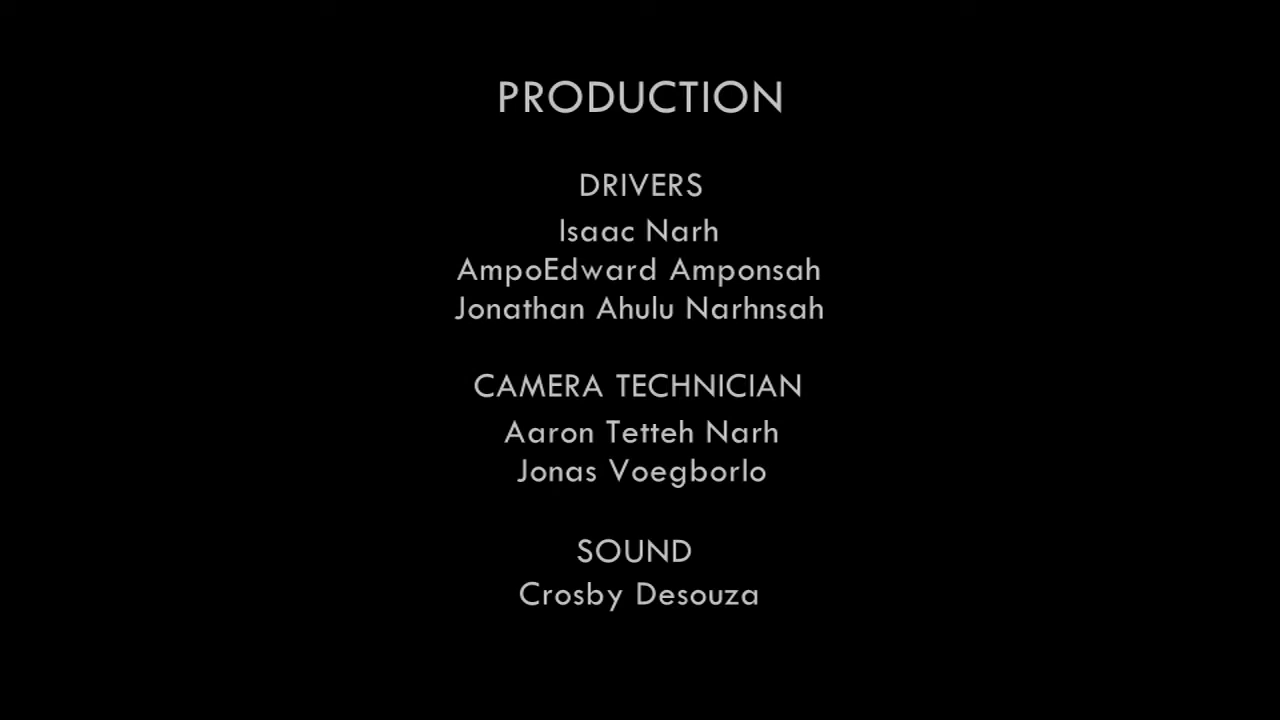 PRODUCTION
DRIVERS
Isaac Narh
AmpoEdward Amponsah
Jonathan Ahulu Narhnsah
CAMERA TECHNICIAN
Aaron Tetteh Narh
Jonas Voegborlo
SOUND
Crosby Desouza